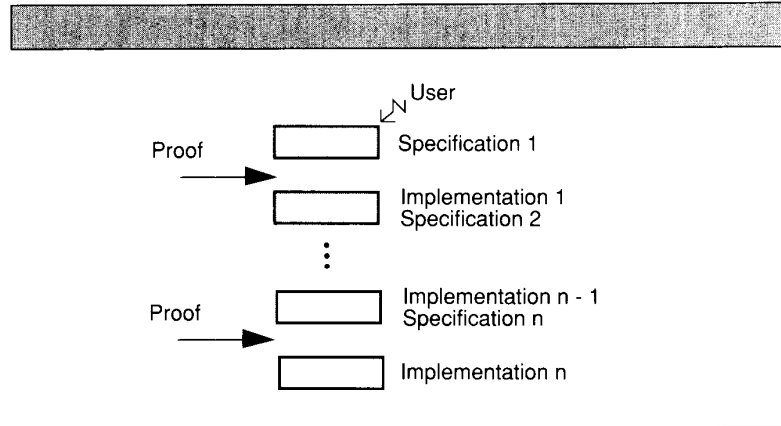 User
Specification 1
Proof
Implementation 1
Specification 2
Implementation n - 1
Specification n
Proof
Implementation n